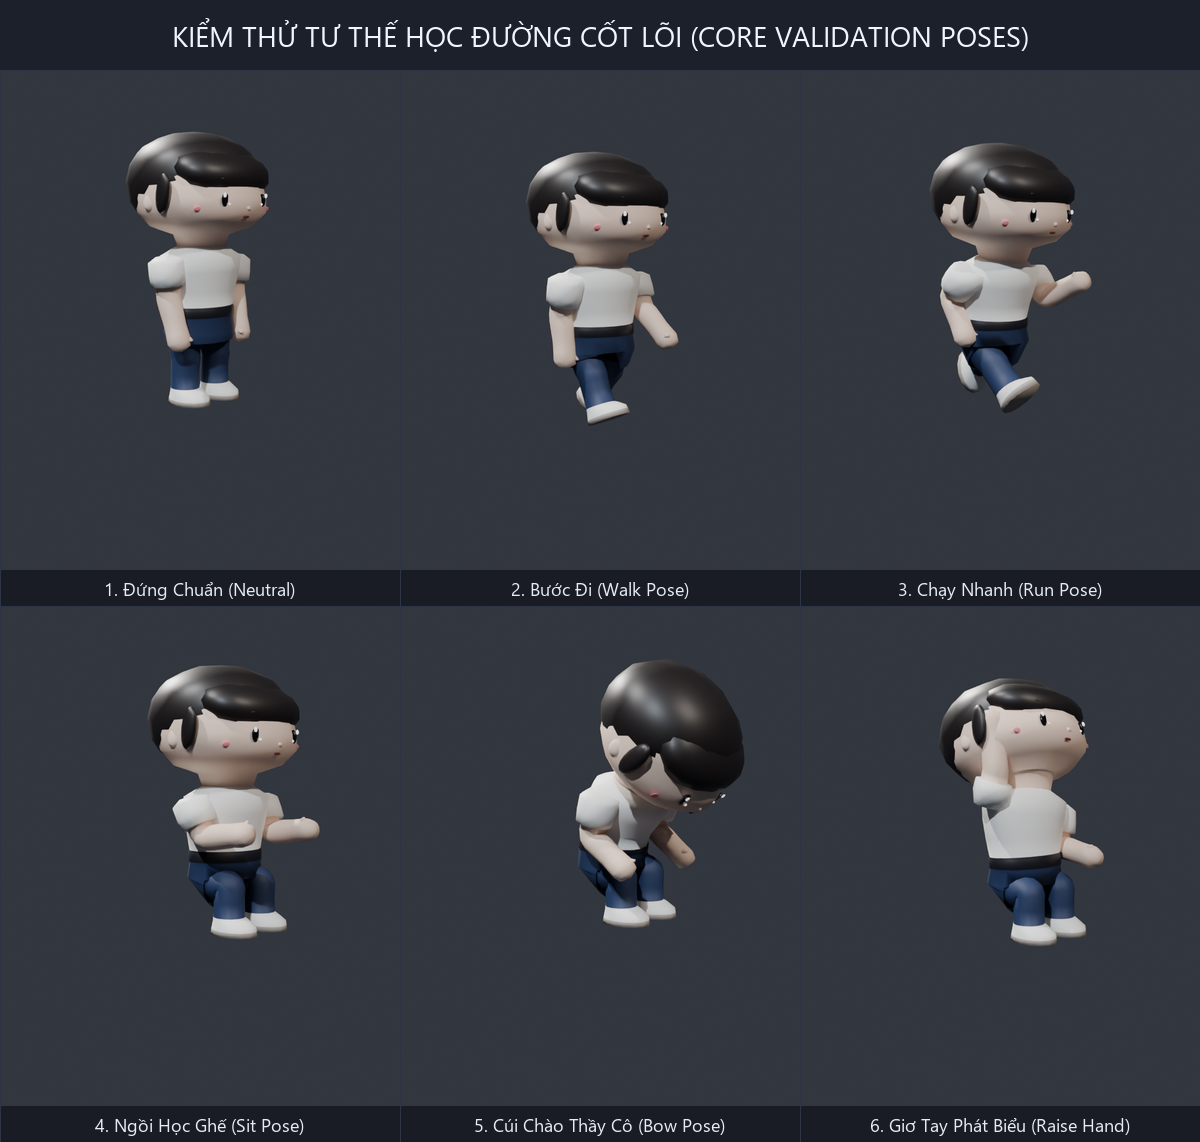 KIỂM THỬ TƯ THẾ HỌC ĐƯỜNG CỐT LÕI (CORE VALIDATION POSES)
1. Đứng Chuẩn (Neutral)
2. Bước Đi (Walk Pose)
3. Chạy Nhanh (Run Pose)
4. Ngồi Học Ghế (Sit Pose)
5. Cúi Chào Thầy Cô (Bow Pose)
6. Giơ Tay Phát Biểu (Raise Hand)